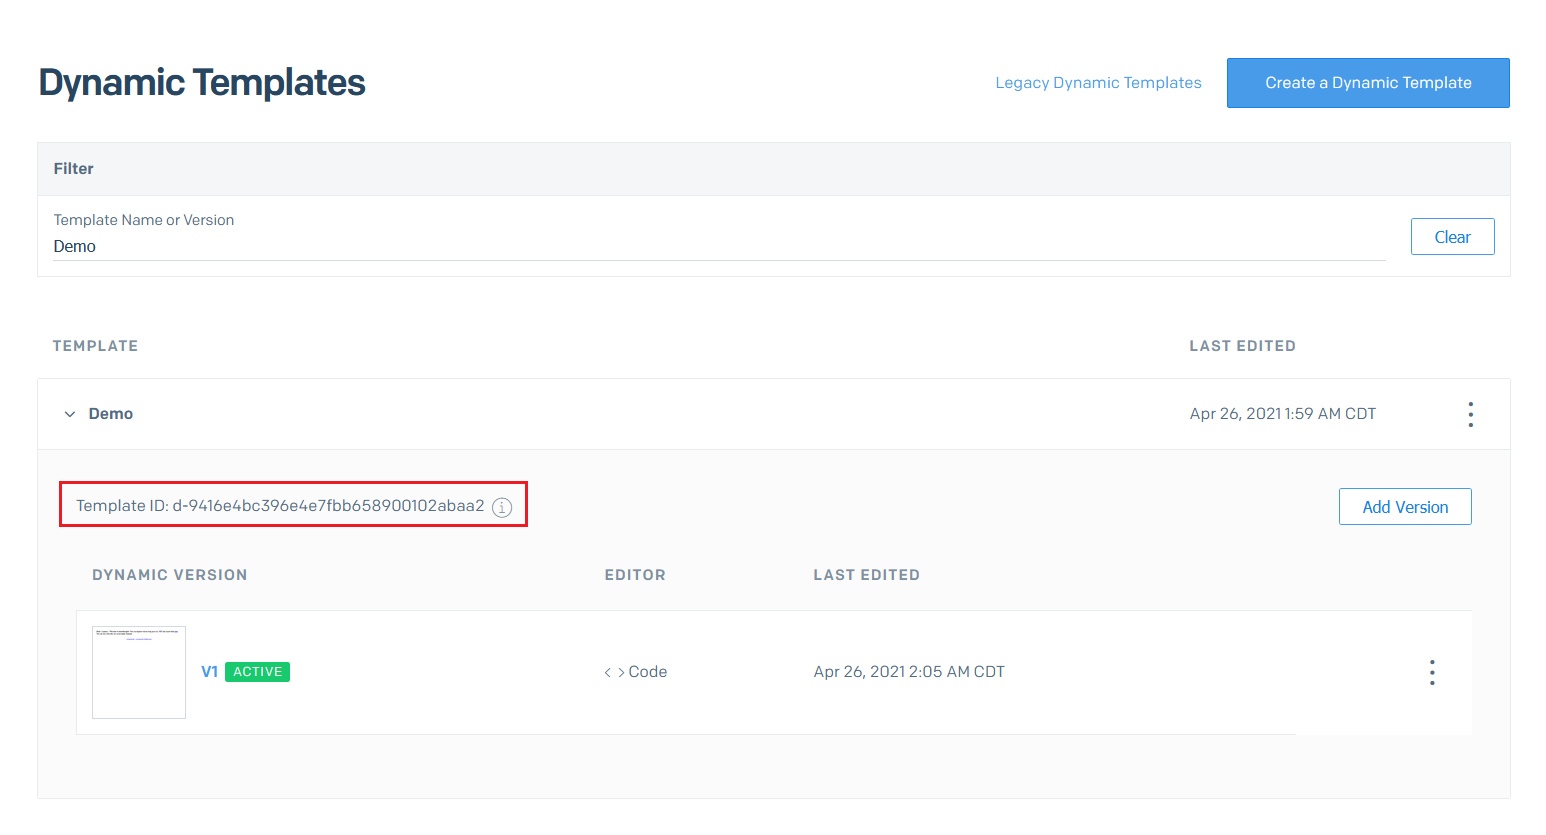 Dynamic Templates
Legacy Dynamic Templates
Create a Dynamic Template
Filter
Template Name or Version
Demo
Clear
TEMPLATE
LAST EDITED
Demo
Apr 26, 2021 1:59 AM CDT
Template ID: d-9416e4bc396e4e7fbb658900102abaa2
Add Version
DYNAMIC VERSION
EDITOR
LAST EDITED
V1
ACTIVE
< > Code
Apr 26, 2021 2:05 AM CDT